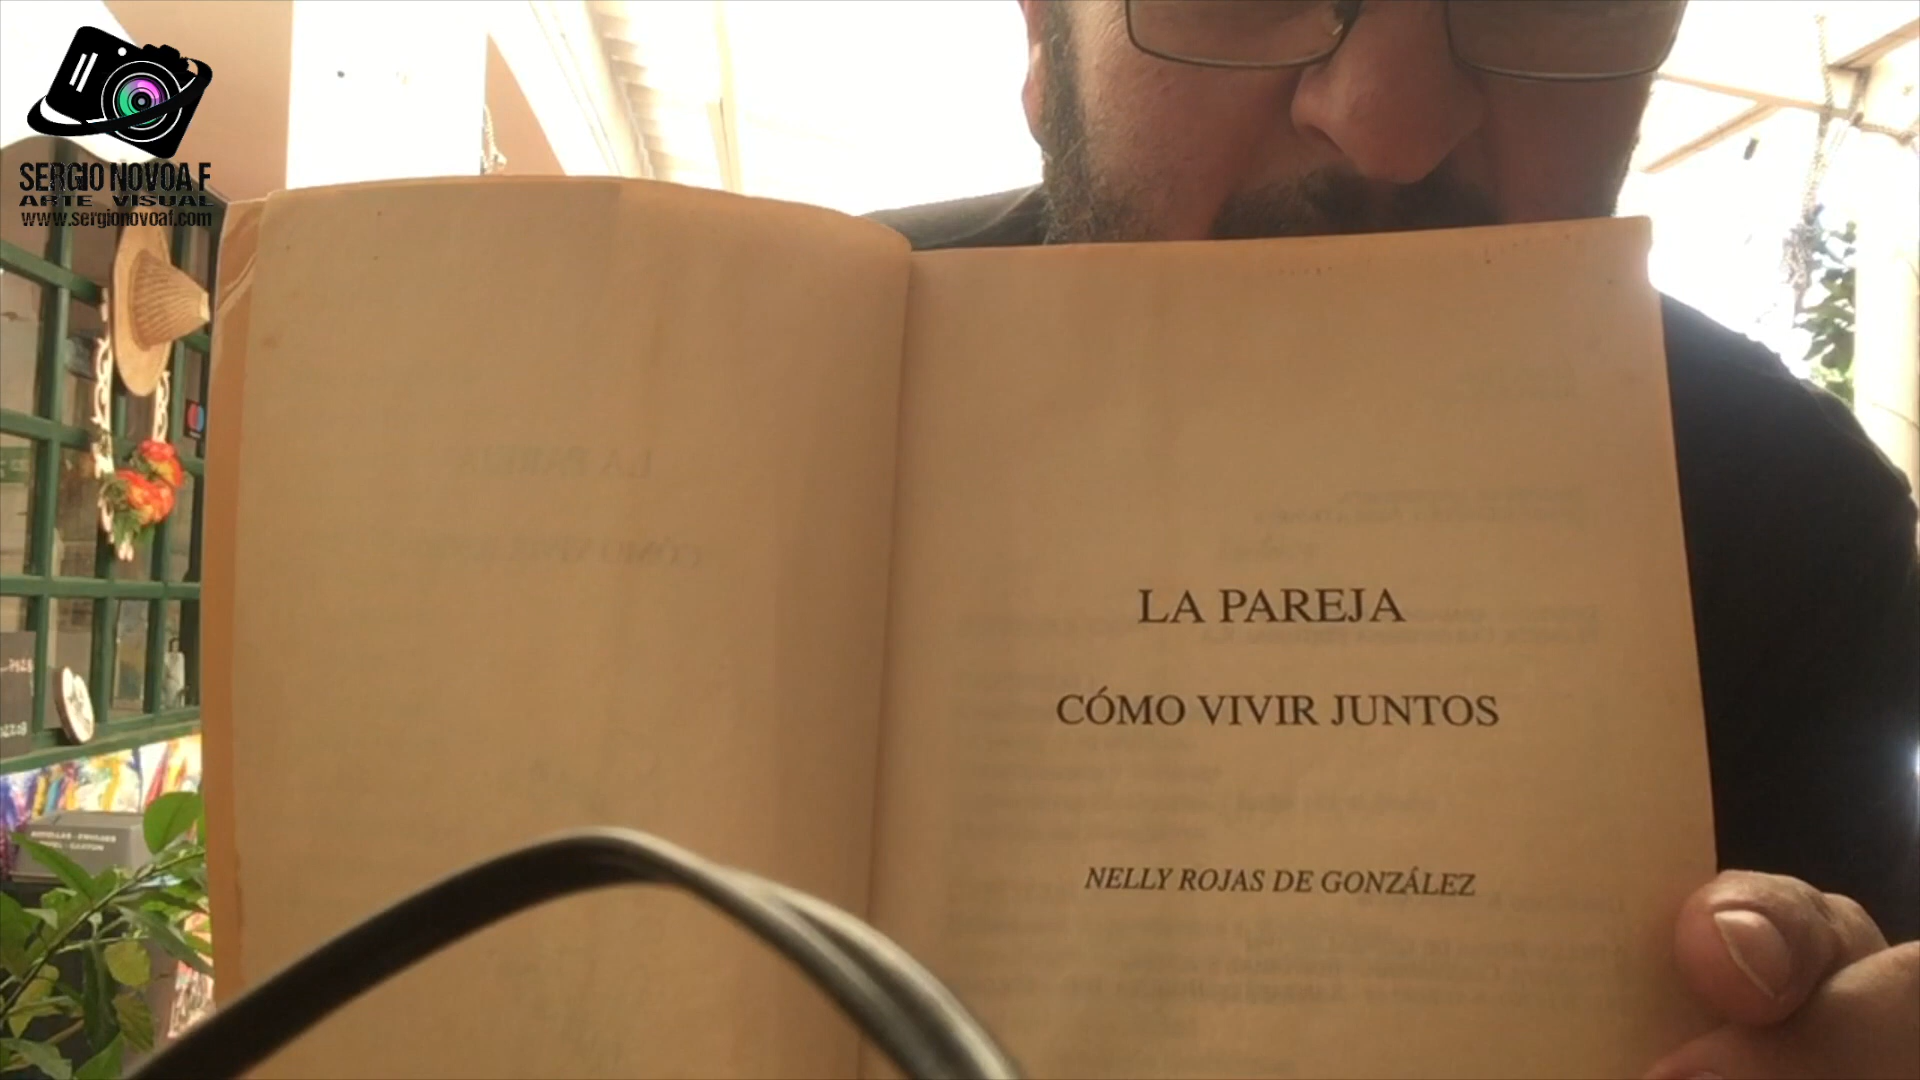 SERGIO NOVOA F
ARTE VISUAL
www.sergionovoaf.com
LA PAREJA
CÓMO VIVIR JUNTOS
NELLY ROJAS DE GONZÁLEZ